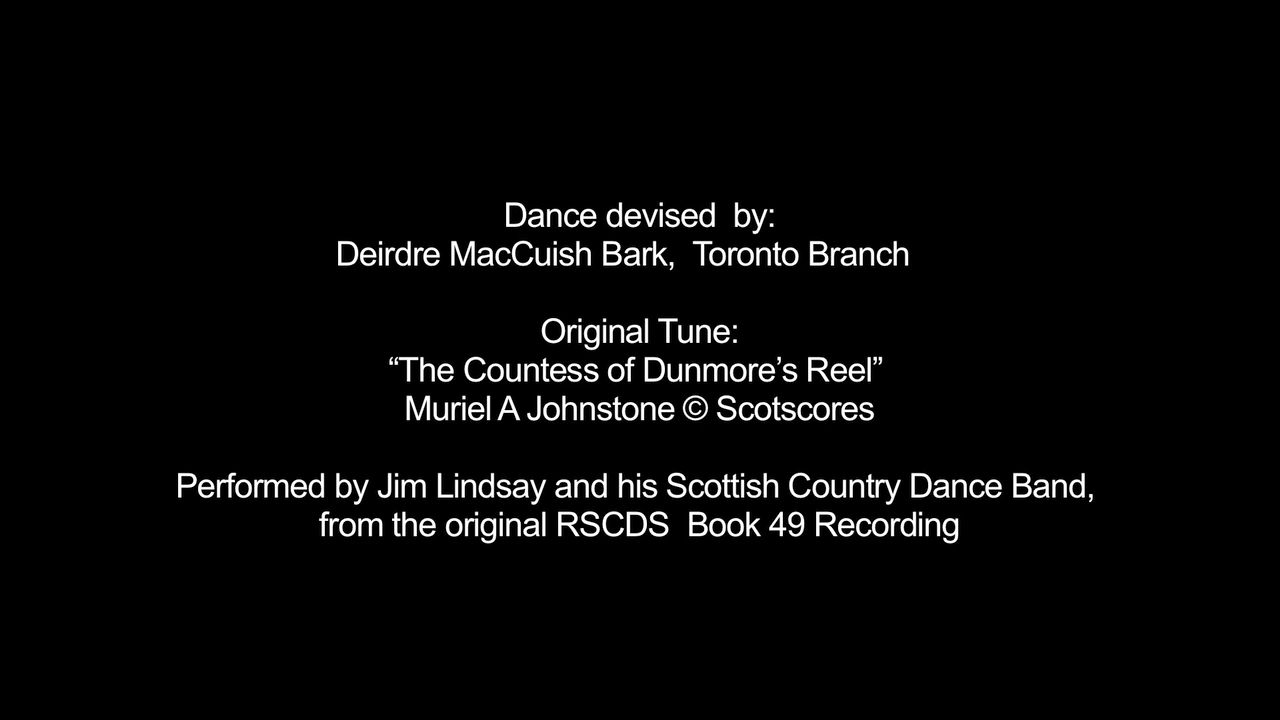 Dance devised  by:
Deirdre MacCuish Bark,  Toronto Branch
Original Tune:
“The Countess of Dunmore’s Reel”
Muriel A Johnstone © Scotscores
Performed by Jim Lindsay and his Scottish Country Dance Band,
from the original RSCDS  Book 49 Recording